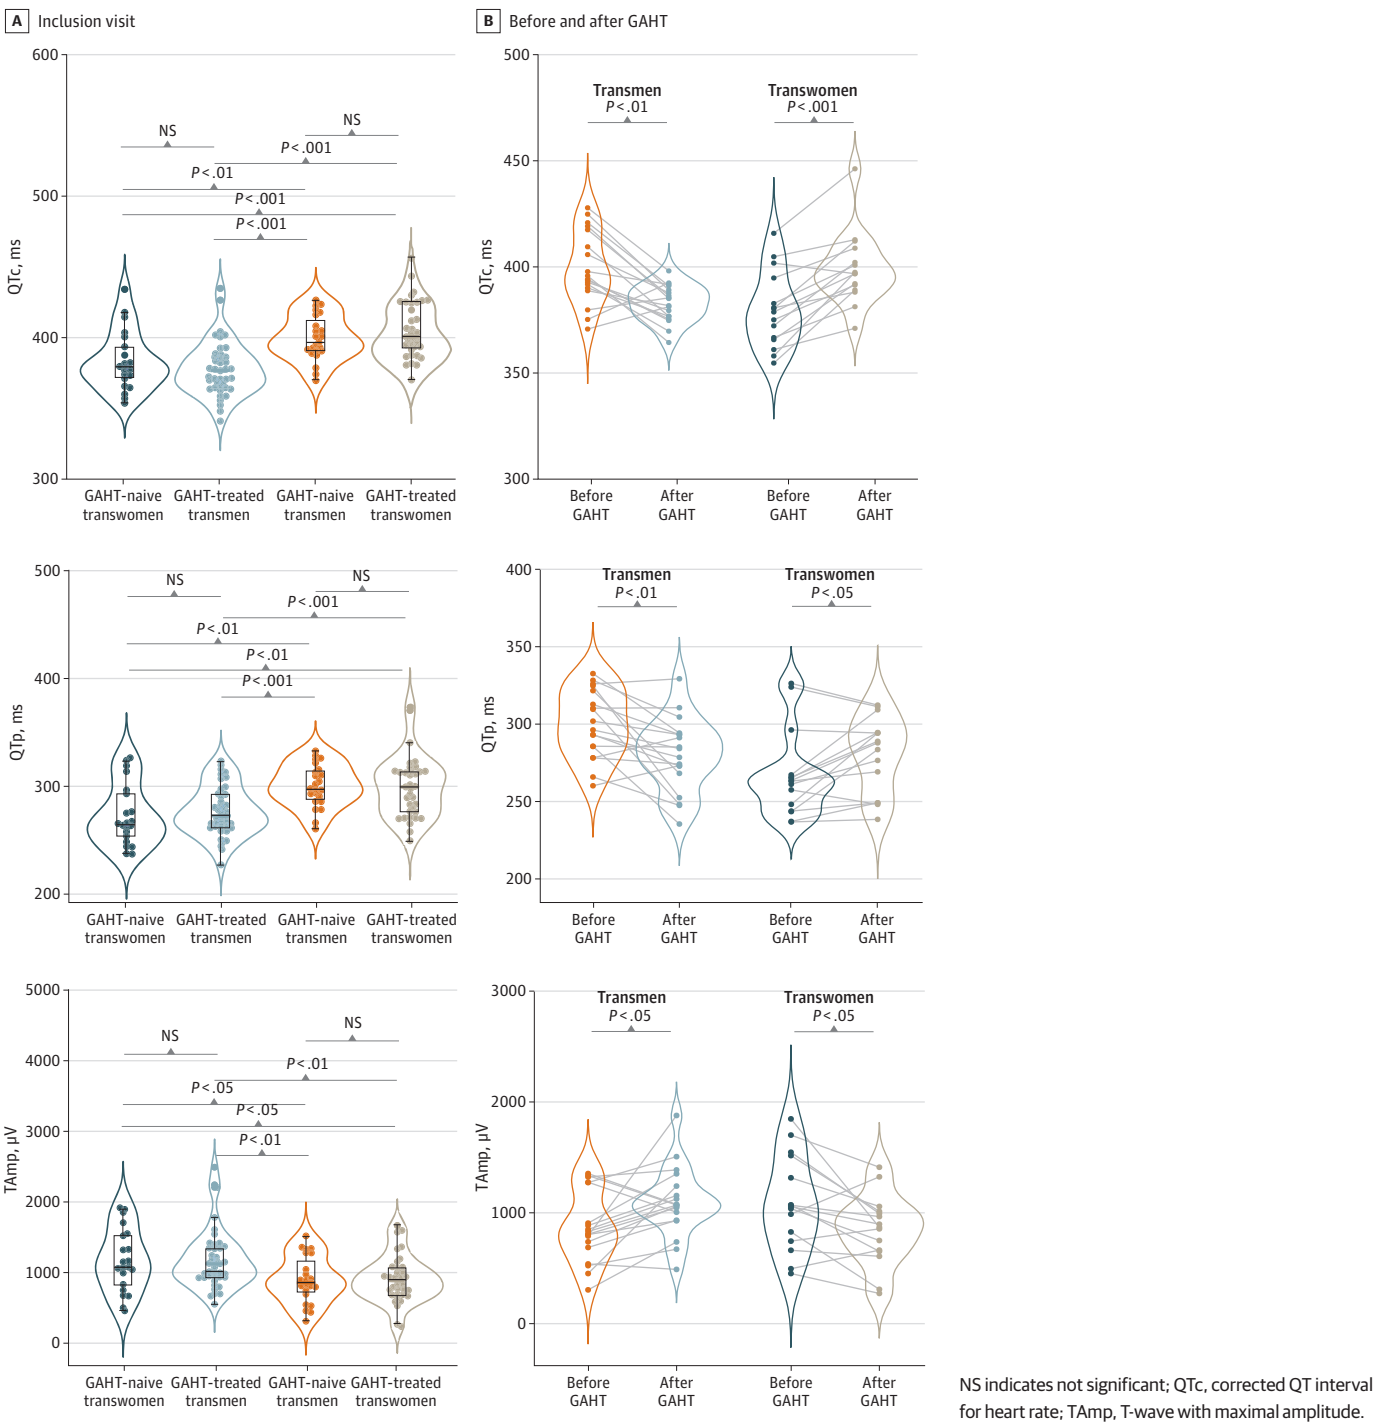 A Inclusion visit
600
500
400
300
QTc, ms
NS
NS
P<.001
P<.01
P<.001
P<.001
GAHT-naive transwomen
GAHT-treated transmen
GAHT-naive transmen
GAHT-treated transwomen
500
400
300
200
QTp, ms
NS
NS
P<.001
P<.01
P<.01
P<.001
GAHT-naive transwomen
GAHT-treated transmen
GAHT-naive transmen
GAHT-treated transwomen
5000
4000
3000
2000
1000
0
TAmp, μV
NS
NS
P<.01
P<.05
P<.05
P<.01
GAHT-naive transwomen
GAHT-treated transmen
GAHT-naive transmen
GAHT-treated transwomen
B Before and after GAHT
500
450
400
350
300
QTc, ms
Transmen
P<.01
Transwomen
P<.001
Before GAHT
After GAHT
Before GAHT
After GAHT
400
350
300
250
200
QTp, ms
Transmen
P<.01
Transwomen
P<.05
Before GAHT
After GAHT
Before GAHT
After GAHT
3000
2000
1000
0
TAmp, μV
Transmen
P<.05
Transwomen
P<.05
Before GAHT
After GAHT
Before GAHT
After GAHT
NS indicates not significant; QTc, corrected QT interval
for heart rate; TAmp, T-wave with maximal amplitude.